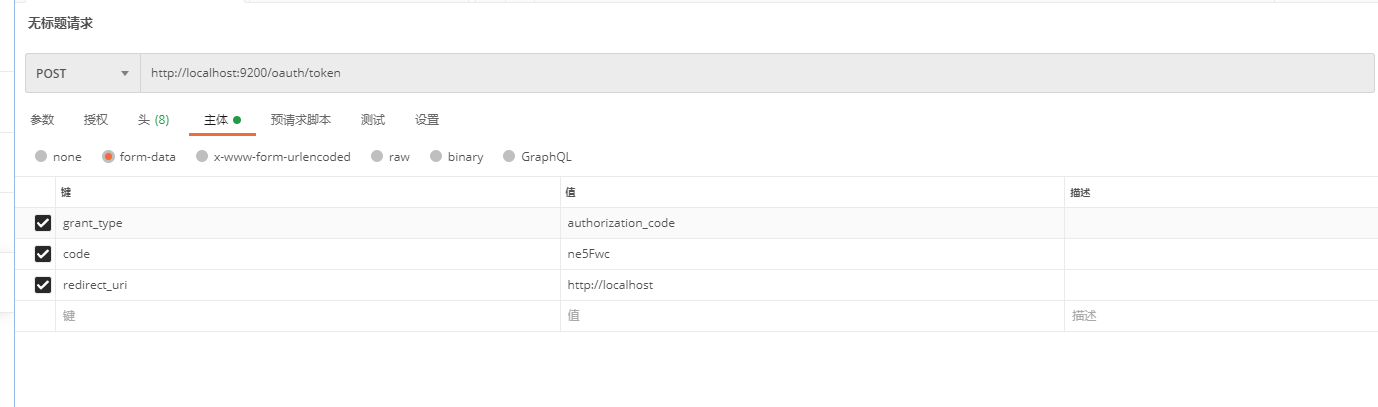 无标题请求
POST http://localhost:9200/oauth/token
参数 授权 头 (8) 主体 预请求脚本 测试 设置
none form-data x-www-form-urlencoded raw binary GraphQL
键 值 描述
grant_type authorization_code
code ne5Fwc
redirect_uri http://localhost
键 值 描述